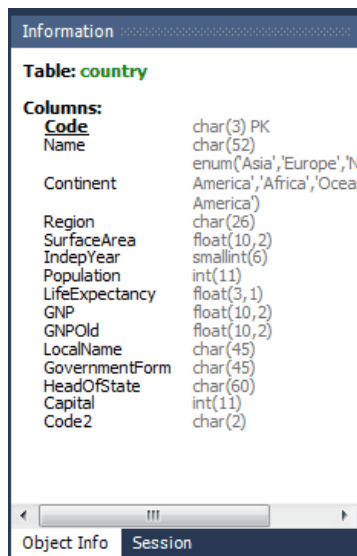 Information
Table: country
Columns:
Code char(3) PK
Name char(52)
enum('Asia','Europe','N
Continent America','Africa','Ocea
America')
Region char(26)
SurfaceArea float(10,2)
IndepYear smallint(6)
Population int(11)
LifeExpectancy float(3,1)
GNP float(10,2)
GNPOld float(10,2)
LocalName char(45)
GovernmentForm char(45)
HeadOfState char(60)
Capital int(11)
Code2 char(2)
Object Info Session